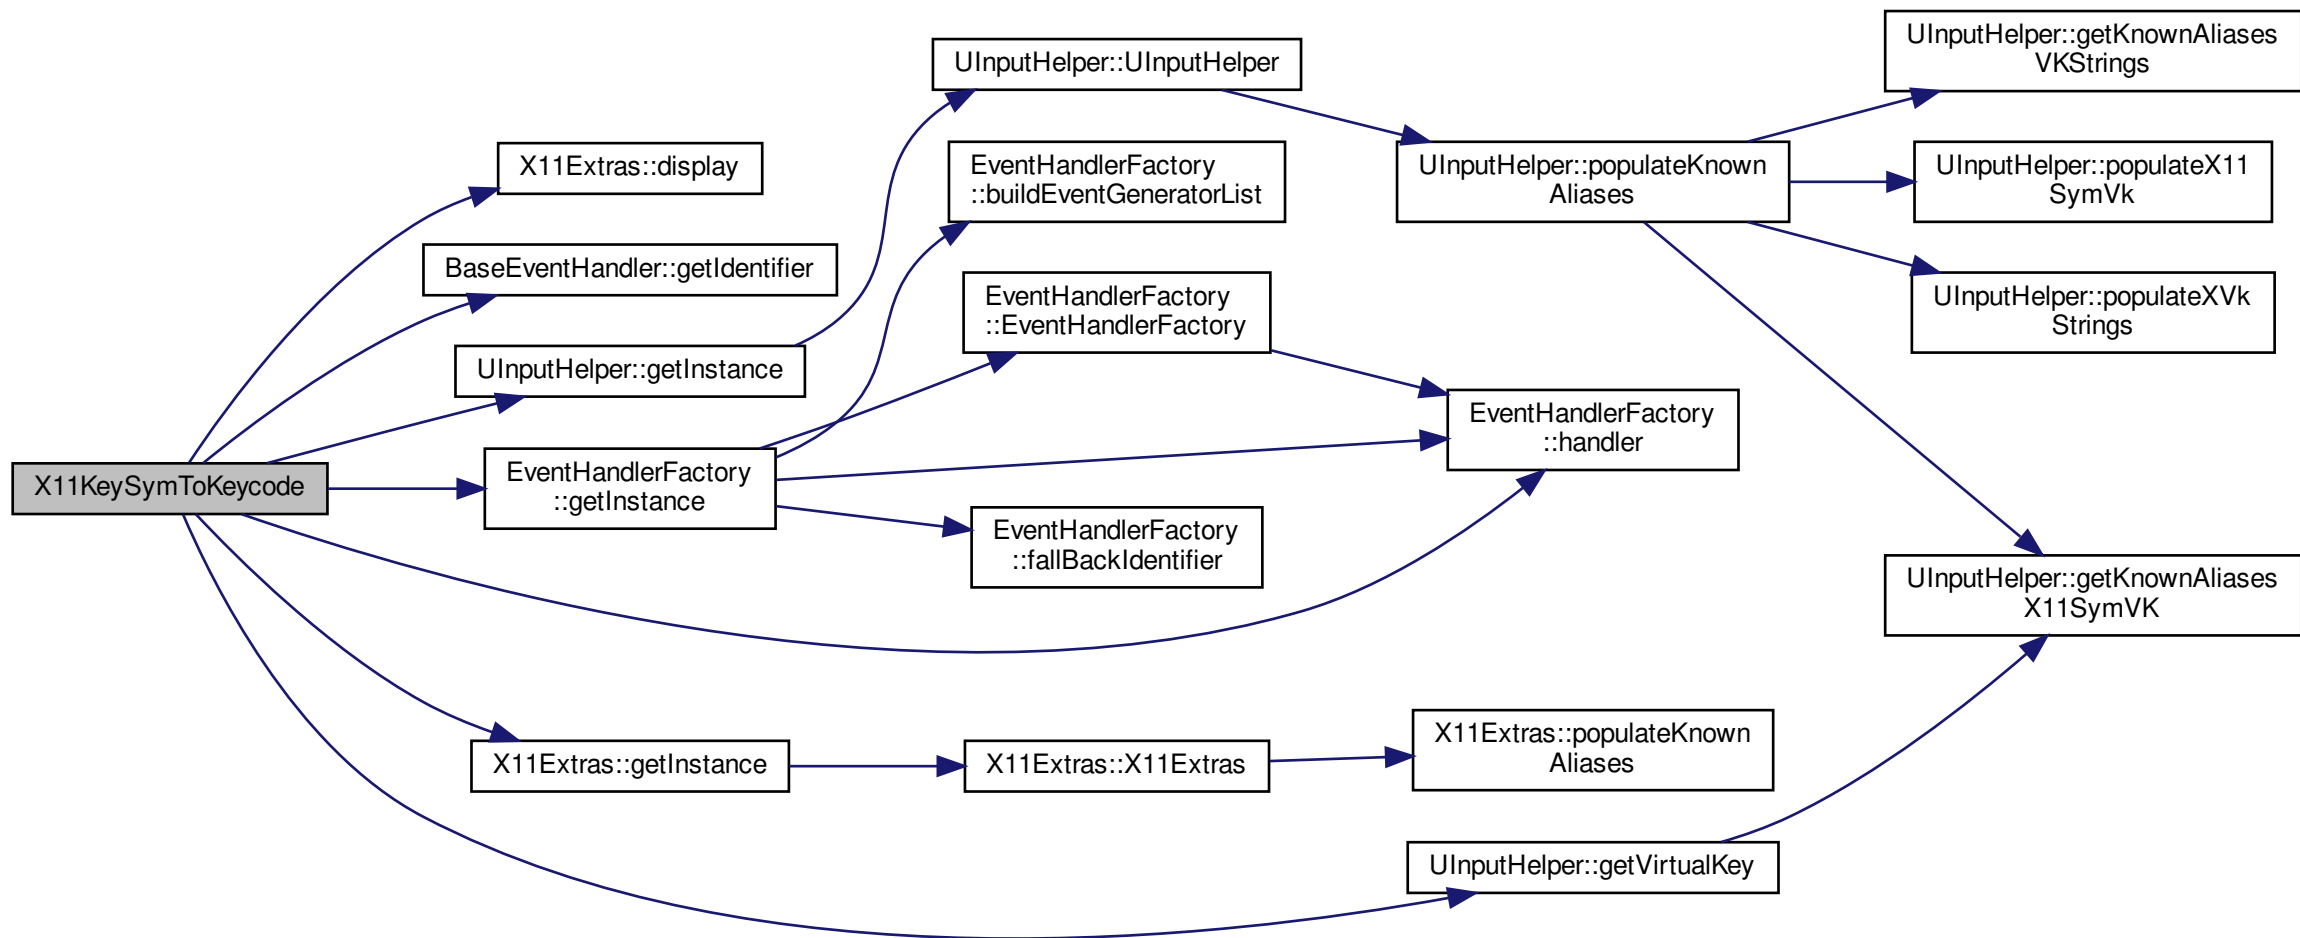 X11KeySymToKeycode
X11Extras::display
BaseEventHandler::getIdentifier
UInputHelper::getInstance
EventHandlerFactory
::getInstance
X11Extras::getInstance
UInputHelper::UInputHelper
EventHandlerFactory
::buildEventGeneratorList
EventHandlerFactory
::EventHandlerFactory
EventHandlerFactory
::fallBackIdentifier
X11Extras::X11Extras
UInputHelper::populateKnown
Aliases
EventHandlerFactory
::handler
X11Extras::populateKnown
Aliases
UInputHelper::getVirtualKey
UInputHelper::getKnownAliases
VKStrings
UInputHelper::populateX11
SymVk
UInputHelper::populateXVk
Strings
UInputHelper::getKnownAliases
X11SymVK